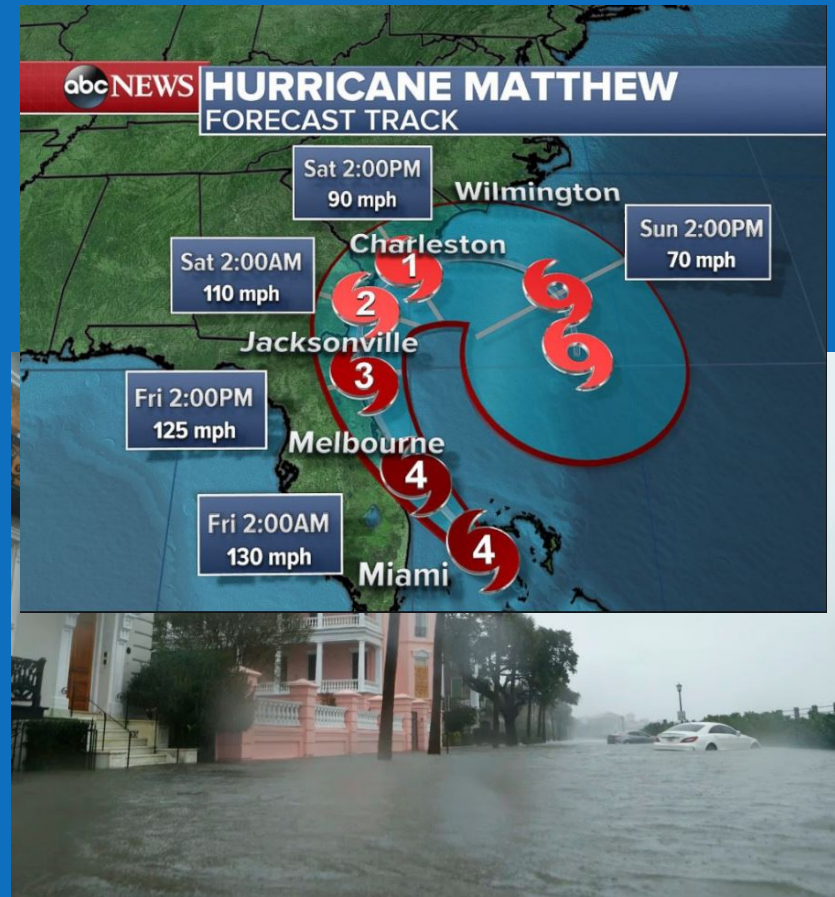 abc NEWS
HURRICANE MATTHEW
FORECAST TRACK
Sat 2:00PM
90 mph
Wilmington
Sun 2:00PM
70 mph
Charleston
1
Sat 2:00AM
110 mph
2
Jacksonville
3
Fri 2:00PM
125 mph
Melbourne
4
Fri 2:00AM
130 mph
4
Miami